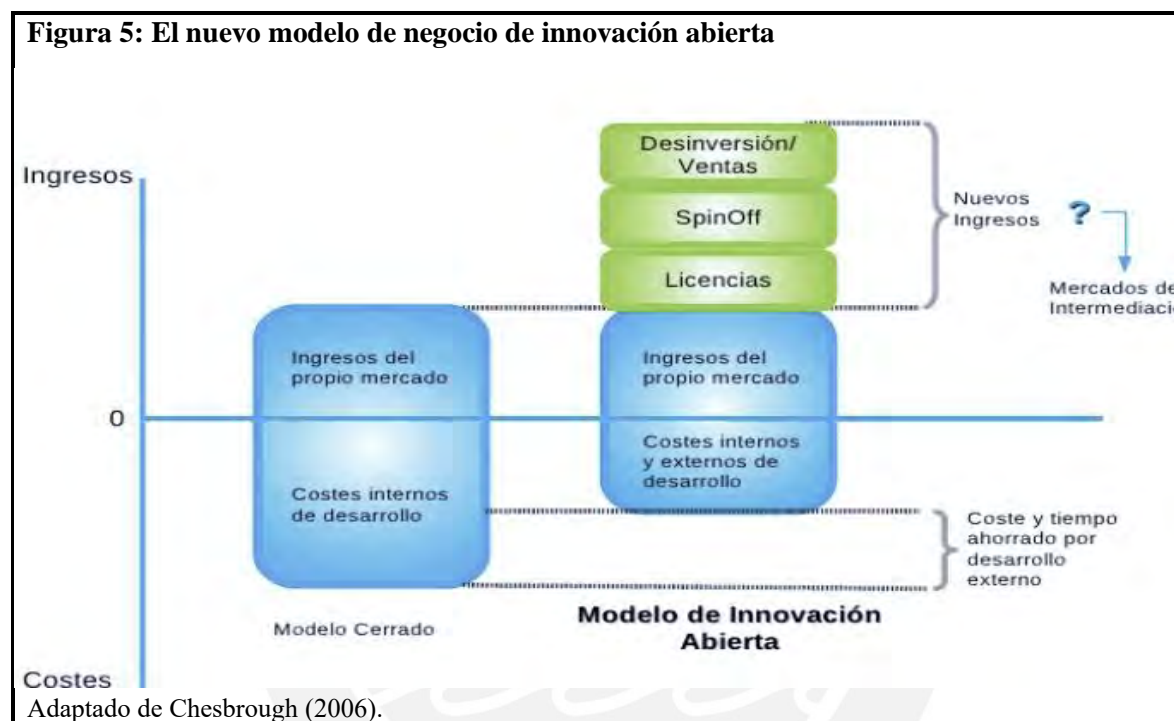 Figura 5: El nuevo modelo de negocio de innovación abierta
Ingresos
Desinversión/
Ventas
SpinOff
Licencias
Nuevos
Ingresos
?
Mercados de
Intermediaci
Ingresos del
propio mercado
Ingresos del
propio mercado
0
Costes internos
de desarrollo
Costes internos
y externos de
desarrollo
Coste y tiempo
ahorrado por
desarrollo
externo
Modelo Cerrado
Modelo de Innovación
Abierta
Costes
Adaptado de Chesbrough (2006).